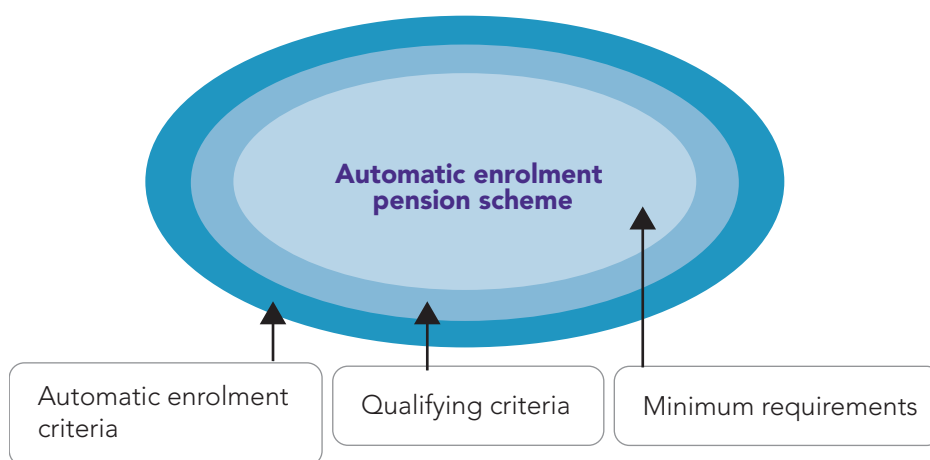 Automatic enrolment
pension scheme
Automatic enrolment
criteria
Qualifying criteria
Minimum requirements